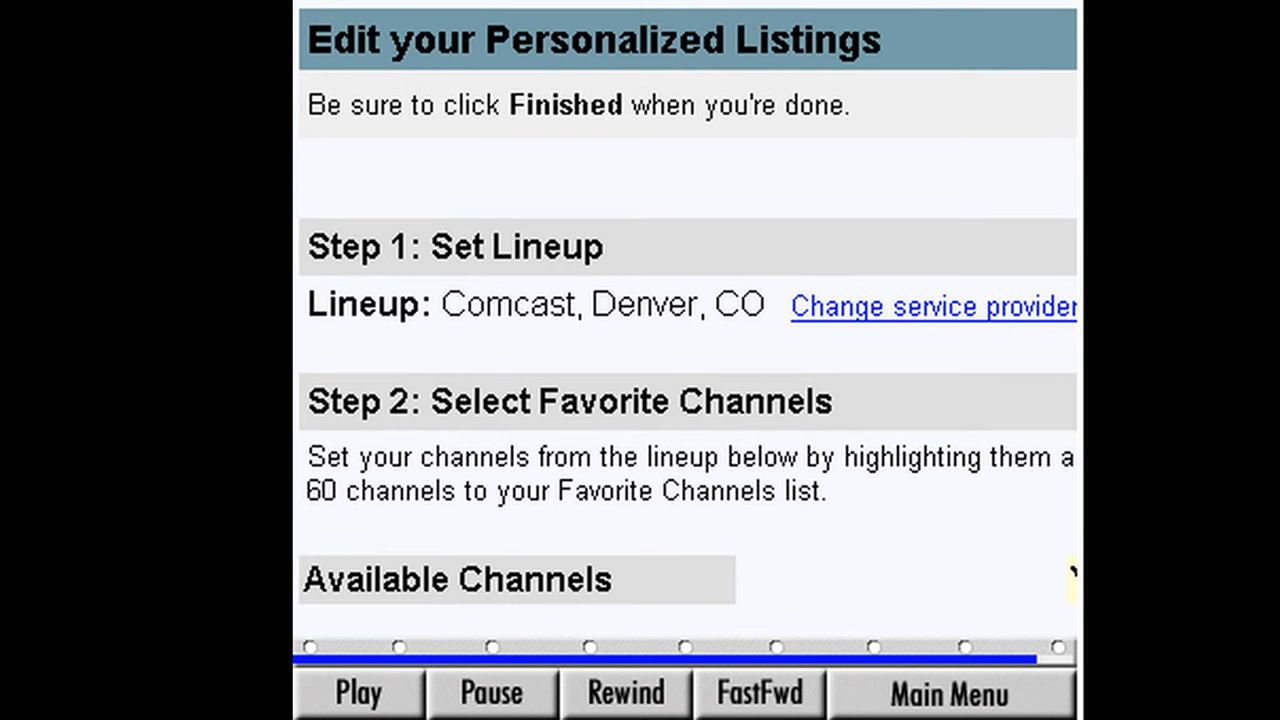 Edit your Personalized Listings
Be sure to click Finished when you're done.
Step 1: Set Lineup
Lineup: Comcast, Denver, CO Change service provider
Step 2: Select Favorite Channels
Set your channels from the lineup below by highlighting them a
60 channels to your Favorite Channels list.
Available Channels
Play Pause Rewind FastFwd Main Menu